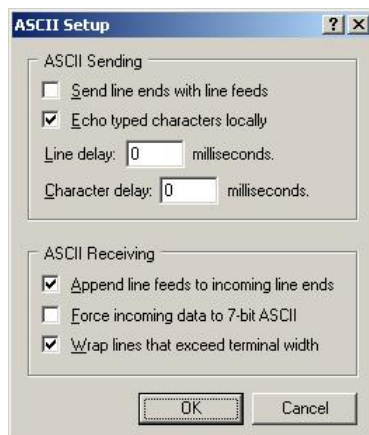 ASCII Setup
ASCII Sending
Send line ends with line feeds
Echo typed characters locally
Line delay: 0 milliseconds.
Character delay: 0 milliseconds.
ASCII Receiving
Append line feeds to incoming line ends
Force incoming data to 7-bit ASCII
Wrap lines that exceed terminal width
OK Cancel